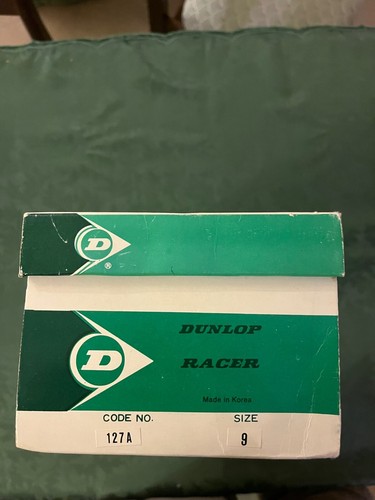 D
®
D
DUNLOP
RACER
Made in Korea
CODE NO. SIZE
127A 9